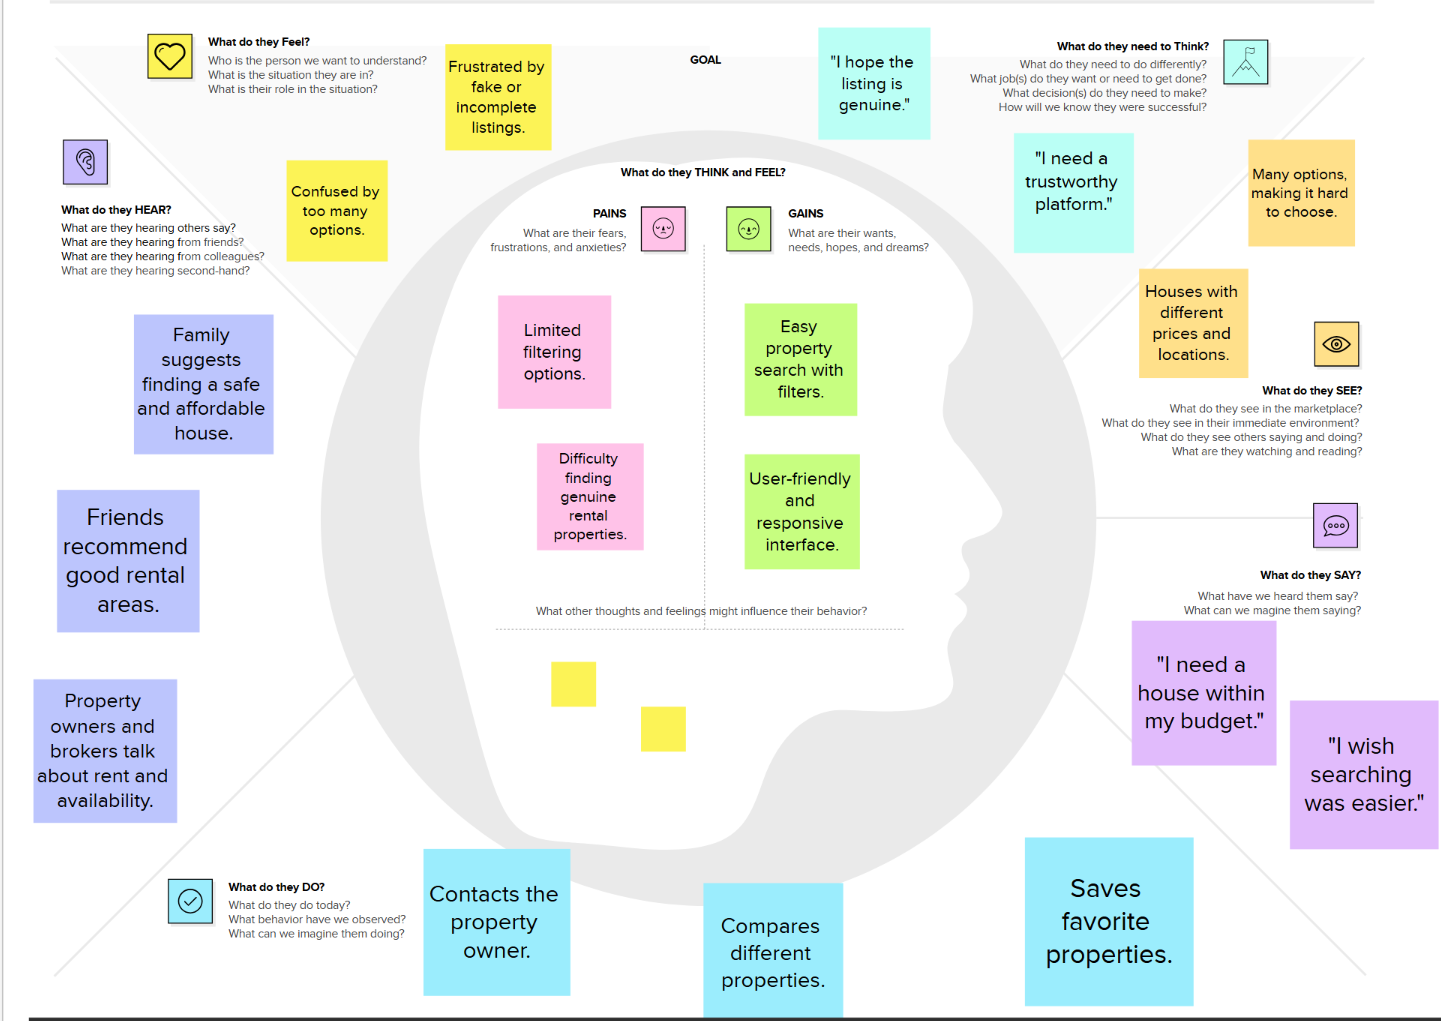 What do they Feel?
Who is the person we want to understand?
What is the situation they are in?
What is their role in the situation?
Frustrated by
fake or
incomplete
listings.
GOAL
"I hope the
listing is
genuine."
What do they need to Think?
What do they need to do differently?
What job(s) do they want or need to get done?
What decision(s) do they need to make?
How will we know they were successful?
What do they HEAR?
What are they hearing others say?
What are they hearing from friends?
What are they hearing from colleagues?
What are they hearing second-hand?
Confused by
too many
options.
What do they THINK and FEEL?
PAINS
What are their fears,
frustrations, and anxieties?
GAINS
What are their wants,
needs, hopes, and dreams?
"I need a
trustworthy
platform."
Many options,
making it hard
to choose.
Houses with
different
prices and
locations.
Family
suggests
finding a safe
and affordable
house.
Limited
filtering
options.
Easy
property
search with
filters.
What do they SEE?
What do they see in the marketplace?
What do they see in their immediate environment?
What do they see others saying and doing?
What are they watching and reading?
Difficulty
finding
genuine
rental
properties.
User-friendly
and
responsive
interface.
Friends
recommend
good rental
areas.
What other thoughts and feelings might influence their behavior?
What do they SAY?
What have we heard them say?
What can we magine them saying?
"I need a
house within
my budget."
"I wish
searching
was easier."
Property
owners and
brokers talk
about rent and
availability.
What do they DO?
What do they do today?
What behavior have we observed?
What can we imagine them doing?
Contacts the
property
owner.
Compares
different
properties.
Saves
favorite
properties.